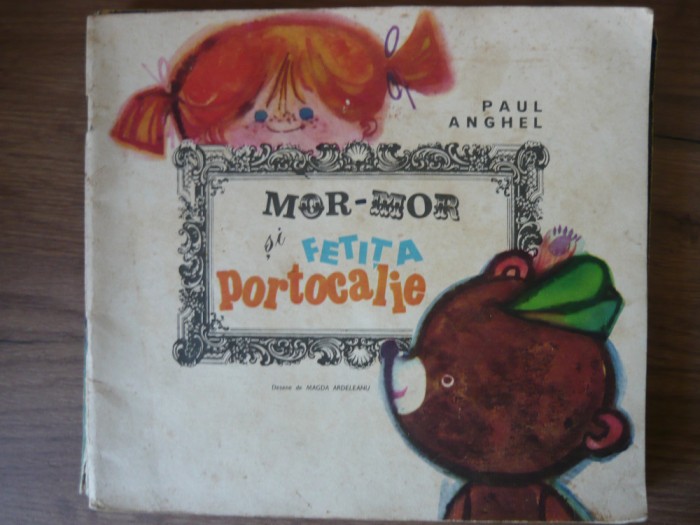 PAUL
ANGHEL
MOR-MOR
și FETIȚA
portocalie
Desene de MAGDA ARDELEANU